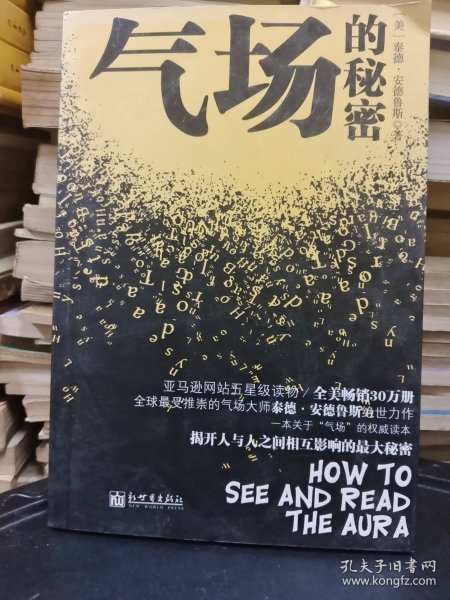 气场
的秘密
[美]泰德·安德鲁斯◎著
亚马逊网站五星级读物/全美畅销30万册
全球最受推崇的气场大师泰德·安德鲁斯绝世力作
一本关于“气场”的权威读本
揭开人与人之间相互影响的最大秘密
HOW TO
SEE AND READ
THE AURA
新世界出版社
NEW WORLD PRESS
孔夫子旧书网
www.kongfz.com